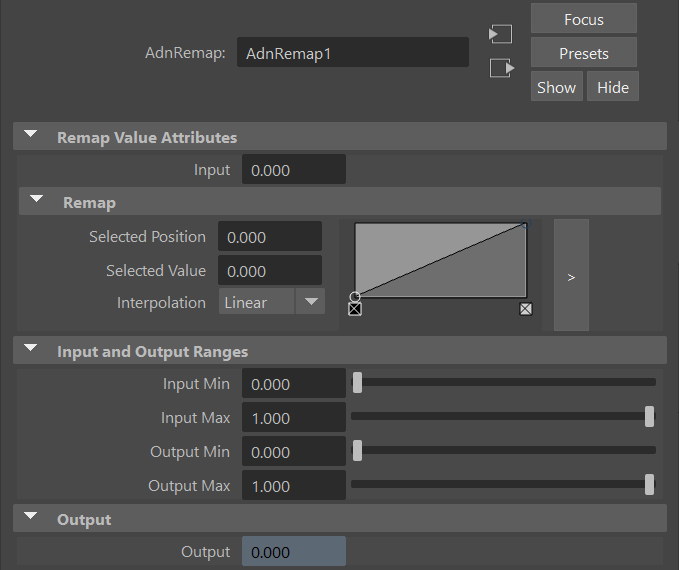 Focus
AdnRemap: AdnRemap1
Presets
Show Hide
Remap Value Attributes
Input 0.000
Remap
Selected Position 0.000
Selected Value 0.000
>
Interpolation Linear
Input and Output Ranges
Input Min 0.000
Input Max 1.000
Output Min 0.000
Output Max 1.000
Output
Output 0.000